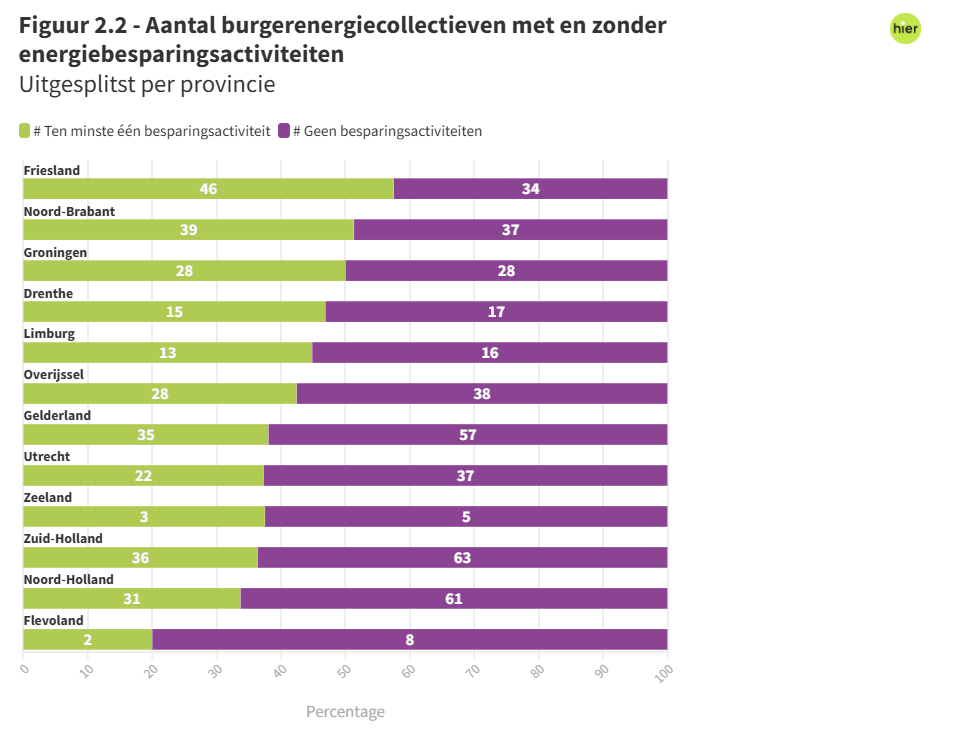 Figuur 2.2 - Aantal burgerenergiecollectieven met en zonder
energiebesparingsactiviteiten
hier
Uitgesplitst per provincie
# Ten minste één besparingsactiviteit # Geen besparingsactiviteiten
Friesland
46 34
Noord-Brabant
39 37
Groningen
28 28
Drenthe
15 17
Limburg
13 16
Overijssel
28 38
Gelderland
35 57
Utrecht
22 37
Zeeland
3 5
Zuid-Holland
36 63
Noord-Holland
31 61
Flevoland
2 8
0 10 20 30 40 50 60 70 80 90 100
Percentage